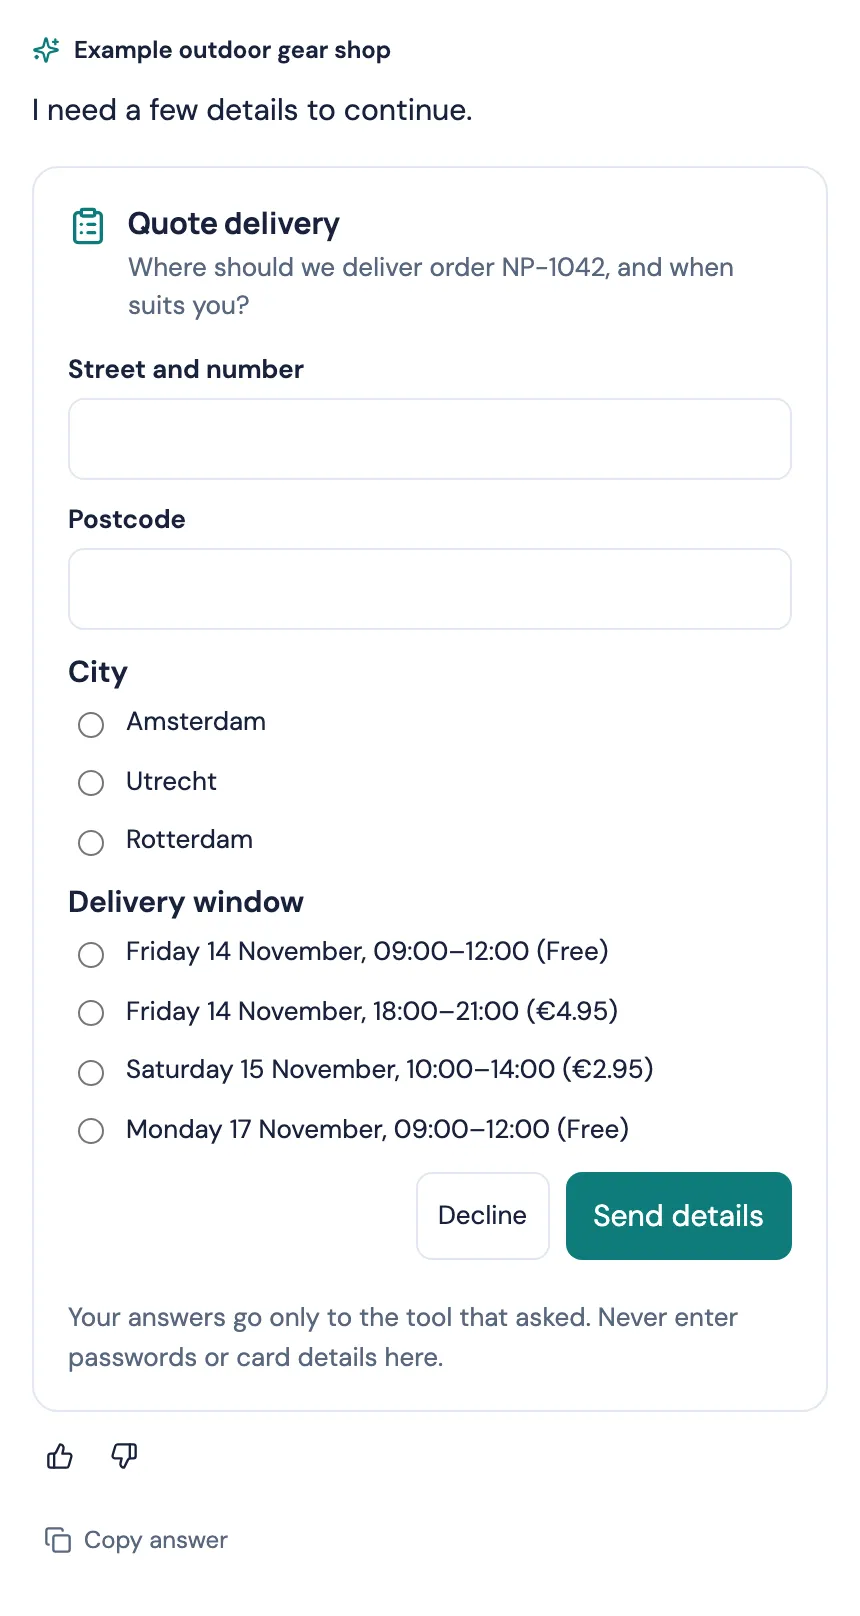 Example outdoor gear shop
I need a few details to continue.
Quote delivery
Where should we deliver order NP-1042, and when
suits you?
Street and number
Postcode
City
Amsterdam
Utrecht
Rotterdam
Delivery window
Friday 14 November, 09:00–12:00 (Free)
Friday 14 November, 18:00–21:00 (€4.95)
Saturday 15 November, 10:00–14:00 (€2.95)
Monday 17 November, 09:00–12:00 (Free)
Decline
Send details
Your answers go only to the tool that asked. Never enter
passwords or card details here.
Copy answer